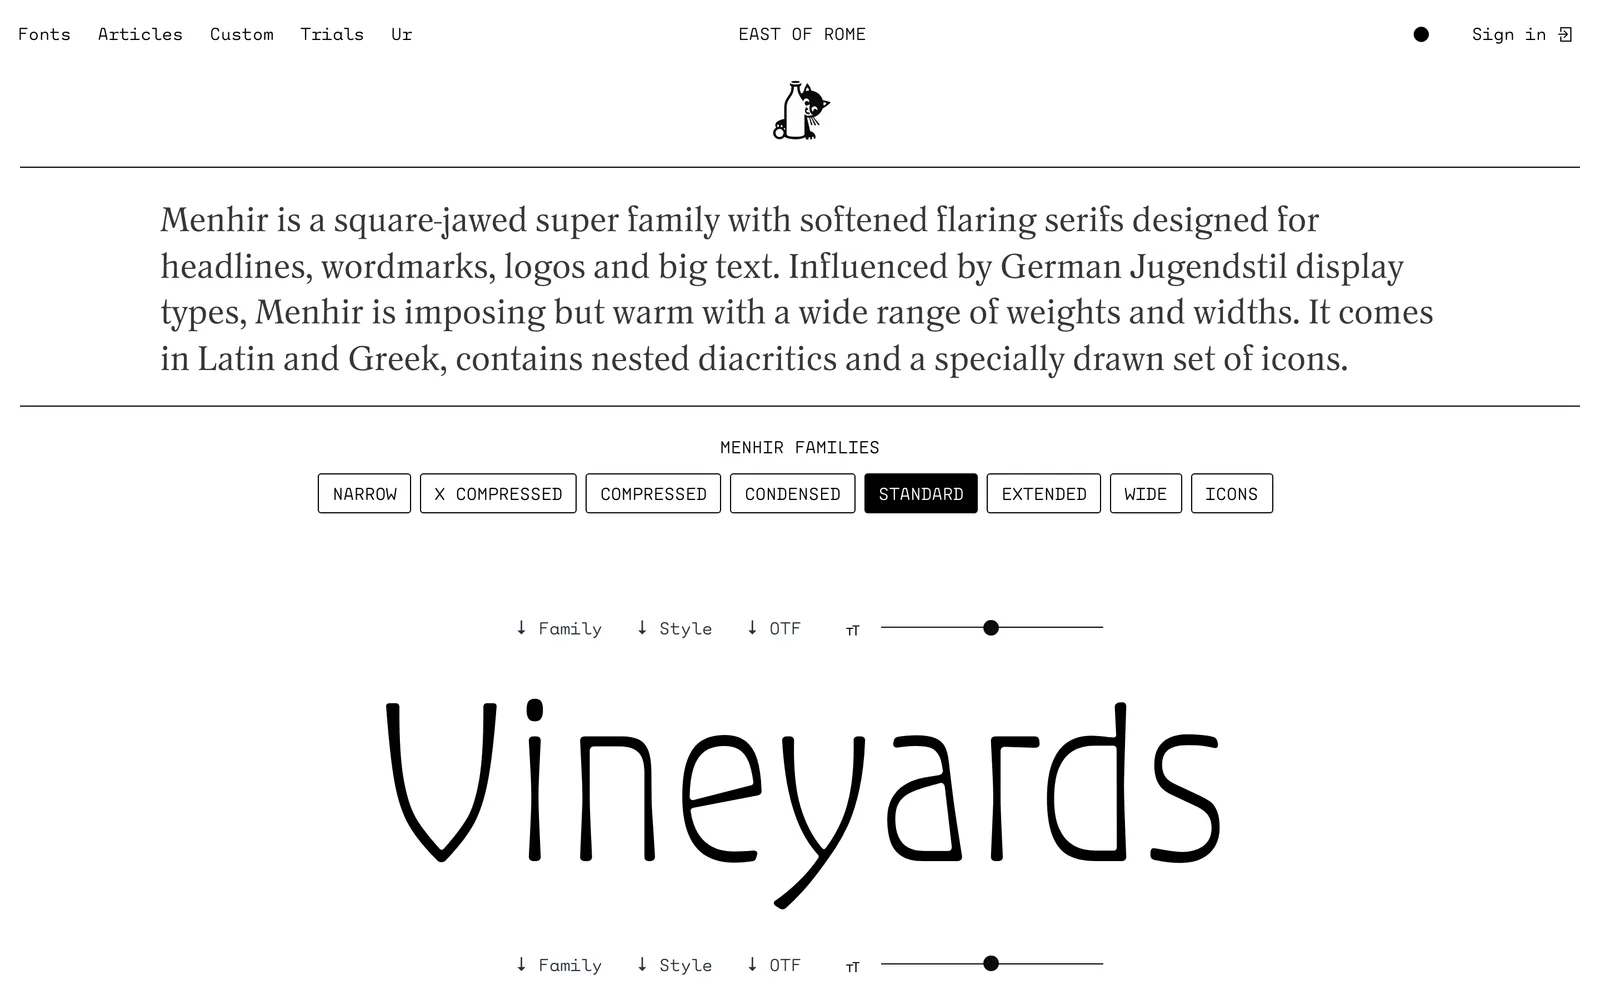 Fonts Articles Custom Trials Ur EAST OF ROME Sign in
Menhir is a square-jawed super family with softened flaring serifs designed for
headlines, wordmarks, logos and big text. Influenced by German Jugendstil display
types, Menhir is imposing but warm with a wide range of weights and widths. It comes
in Latin and Greek, contains nested diacritics and a specially drawn set of icons.
MENHIR FAMILIES
NARROW X COMPRESSED COMPRESSED CONDENSED STANDARD EXTENDED WIDE ICONS
↓ Family ↓ Style ↓ OTF TT
Vineyards
↓ Family ↓ Style ↓ OTF TT